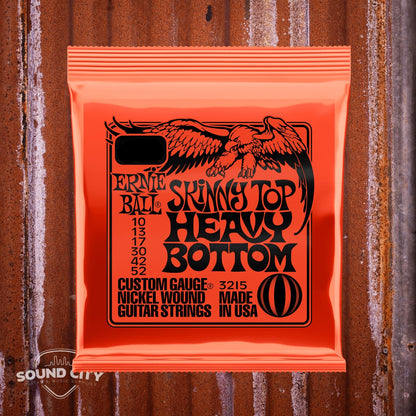 ERNIE
BALL®
SKINNY TOP
HEAVY
BOTTOM
10
13
17
30
42
52
CUSTOM GAUGE®
NICKEL WOUND
GUITAR STRINGS
3215
MADE
IN USA
SOUND CITY